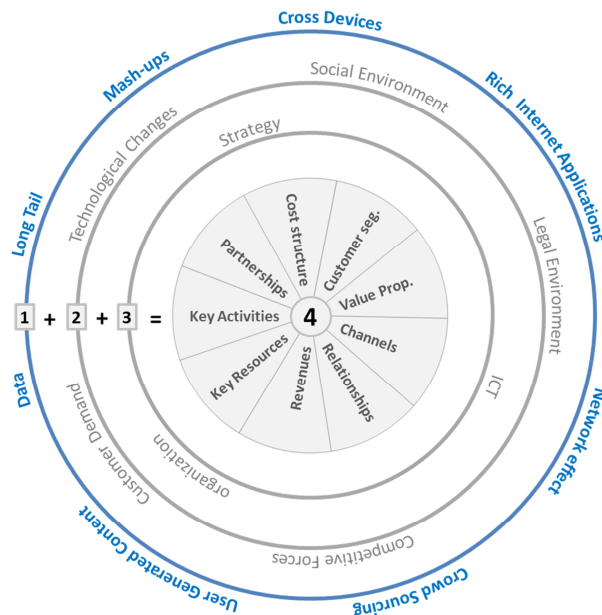 Cross Devices
Rich Internet Applications
Network effect
Crowd Sourcing
User Generated Content
Data
Long Tail
Mash-ups
Social Environment
Legal Environment
Competitive Forces
Customer Demand
Technological Changes
Strategy
ICT
organization
1 + 2 + 3 =
4
Cost structure
Customer seg.
Value Prop.
Channels
Relationships
Revenues
Key Resources
Key Activities
Partnerships